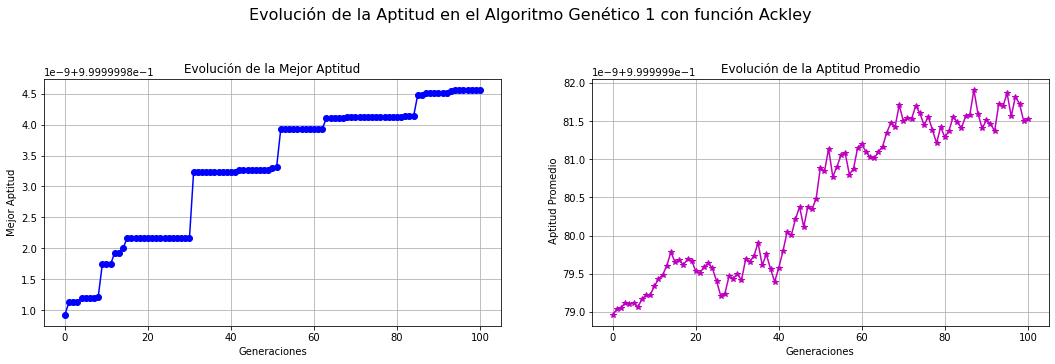 Evolución de la Aptitud en el Algoritmo Genético 1 con función Ackley
1e−9+9.9999998e−1
Evolución de la Mejor Aptitud
4.5
4.0
3.5
3.0
2.5
2.0
1.5
1.0
Mejor Aptitud
0 20 40 60 80 100
Generaciones
1e−9+9.999999e−1
Evolución de la Aptitud Promedio
82.0
81.5
81.0
80.5
80.0
79.5
79.0
Aptitud Promedio
0 20 40 60 80 100
Generaciones